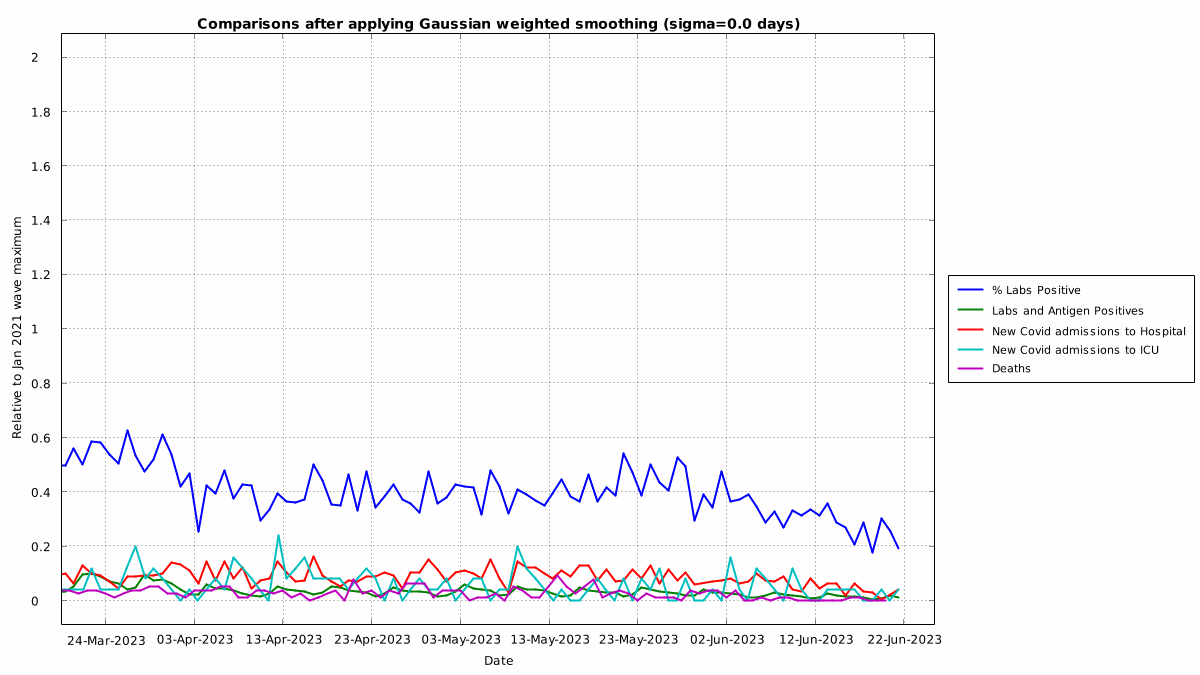 Comparisons after applying Gaussian weighted smoothing (sigma=0.0 days)
Relative to Jan 2021 wave maximum
2
1.8
1.6
1.4
1.2
1
0.8
0.6
0.4
0.2
0
24-Mar-2023 03-Apr-2023 13-Apr-2023 23-Apr-2023 03-May-2023 13-May-2023 23-May-2023 02-Jun-2023 12-Jun-2023 22-Jun-2023
Date
% Labs Positive
Labs and Antigen Positives
New Covid admissions to Hospital
New Covid admissions to ICU
Deaths